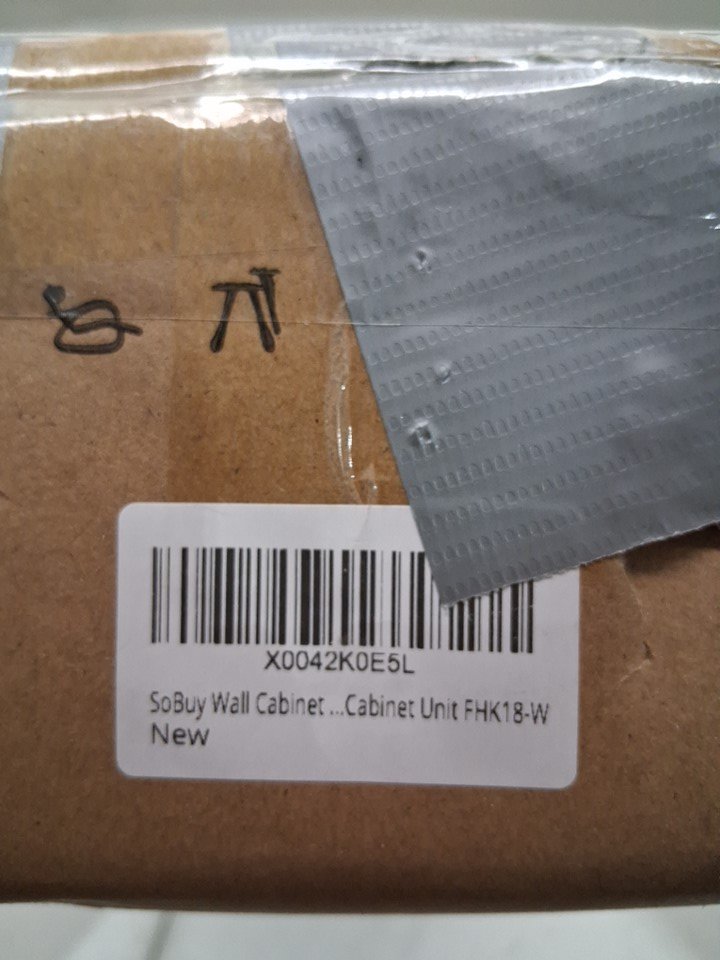 X0042K0E5L
SoBuy Wall Cabinet ...Cabinet Unit FHK18-W
New